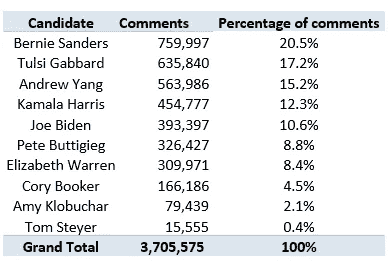 Candidate Comments Percentage of comments
Bernie Sanders 759,997 20.5%
Tulsi Gabbard 635,840 17.2%
Andrew Yang 563,986 15.2%
Kamala Harris 454,777 12.3%
Joe Biden 393,397 10.6%
Pete Buttigieg 326,427 8.8%
Elizabeth Warren 309,971 8.4%
Cory Booker 166,186 4.5%
Amy Klobuchar 79,439 2.1%
Tom Steyer 15,555 0.4%
Grand Total 3,705,575 100%